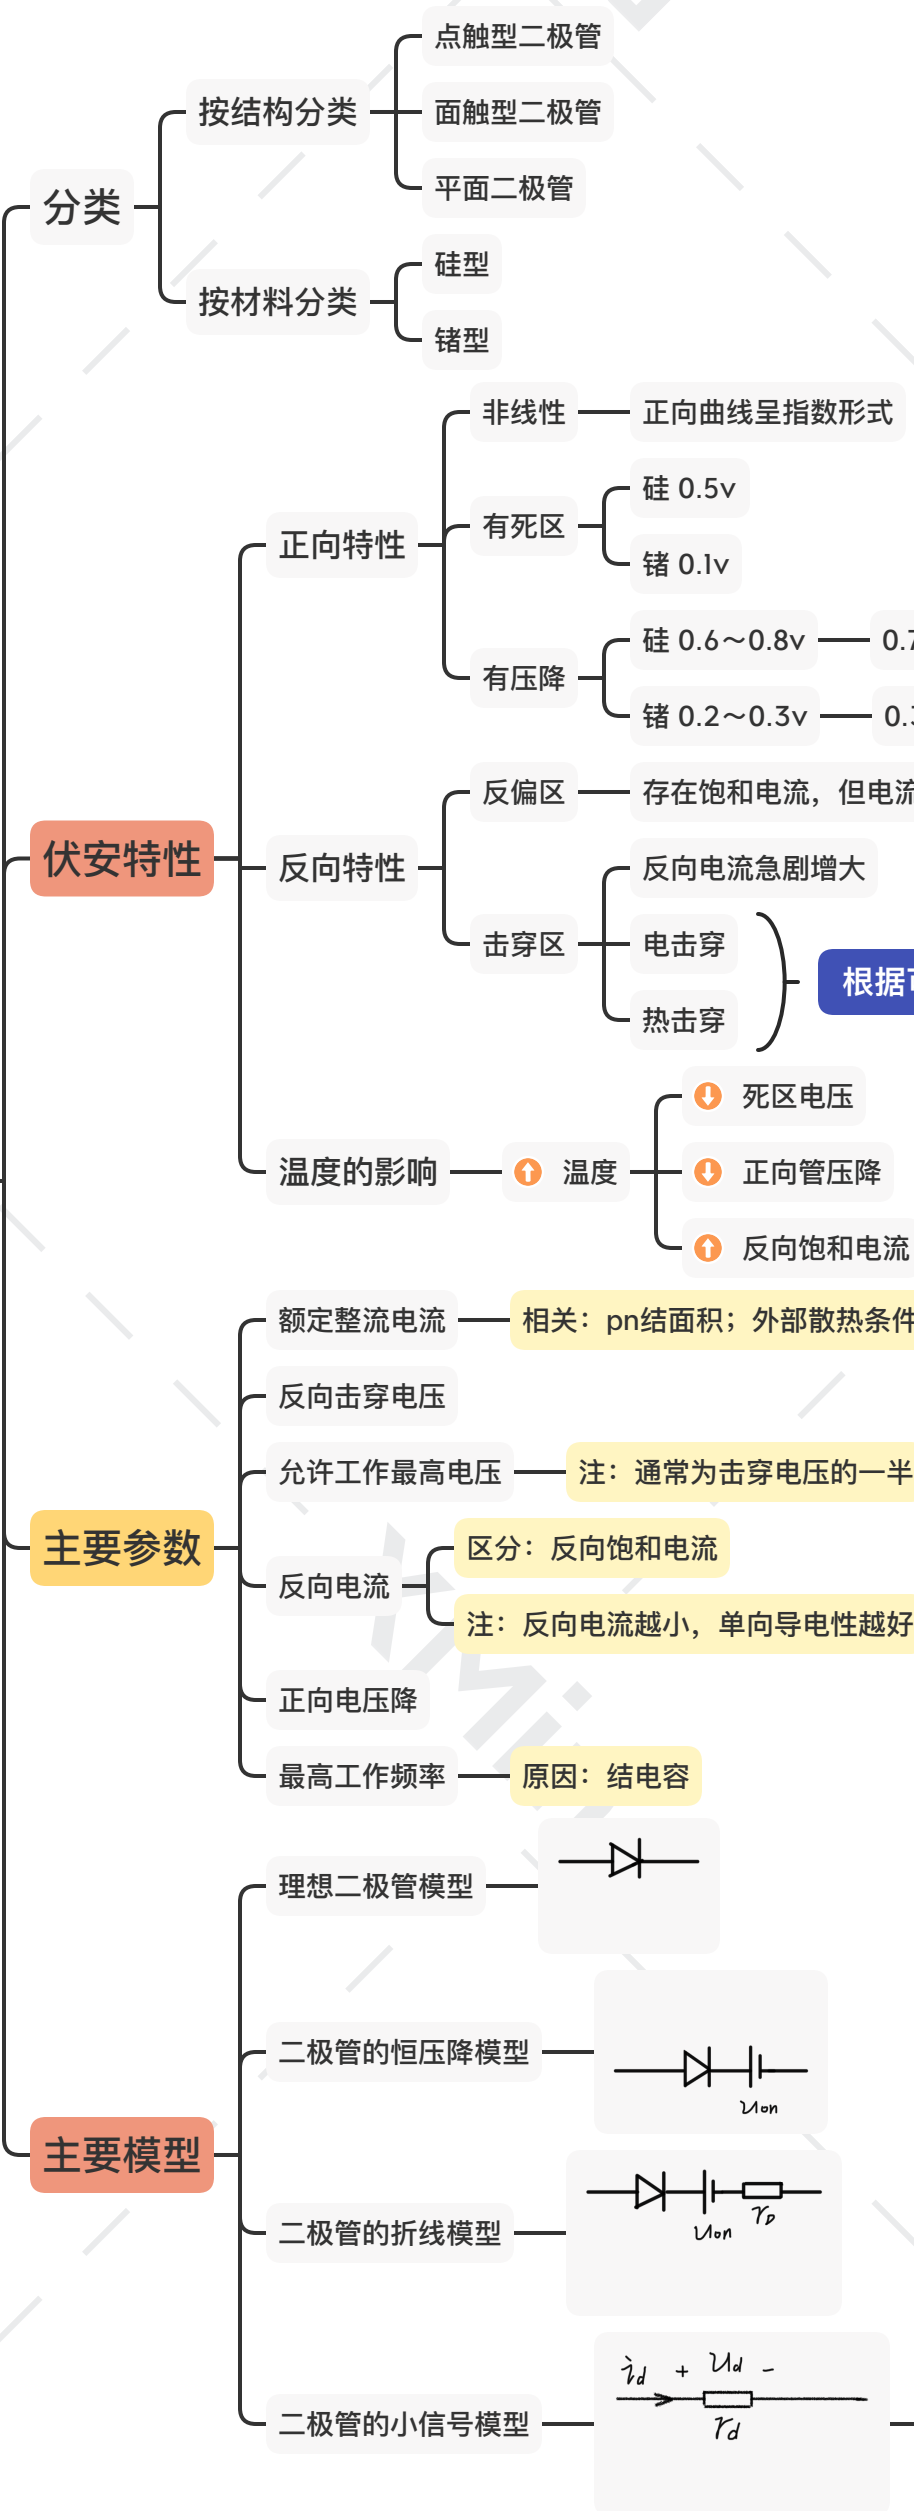 点触型二极管
按结构分类
面触型二极管
平面二极管
分类
硅型
按材料分类
锗型
非线性
正向曲线呈指数形式
硅 0.5v
有死区
正向特性
锗 0.1v
硅 0.6～0.8v
0.7
有压降
锗 0.2～0.3v
0.3
反偏区
存在饱和电流，但电流
伏安特性
反向特性
反向电流急剧增大
击穿区
电击穿
根据
热击穿
死区电压
温度的影响
温度
正向管压降
反向饱和电流
额定整流电流
相关：pn结面积；外部散热条件
反向击穿电压
允许工作最高电压
注：通常为击穿电压的一半
主要参数
区分：反向饱和电流
反向电流
注：反向电流越小，单向导电性越好
正向电压降
最高工作频率
原因：结电容
理想二极管模型
二极管的恒压降模型
uon
主要模型
二极管的折线模型
uon
rD
id + ud -
rd
二极管的小信号模型
XMin